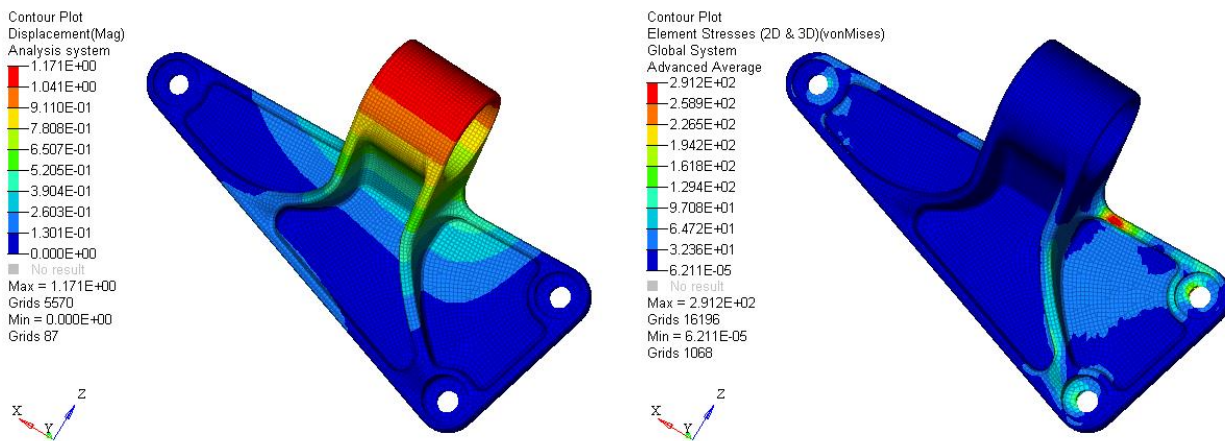 Contour Plot
Displacement(Mag)
Analysis system
1.171E+00
1.041E+00
9.110E-01
7.808E-01
6.507E-01
5.205E-01
3.904E-01
2.603E-01
1.301E-01
0.000E+00
No result
Max = 1.171E+00
Grids 5570
Min = 0.000E+00
Grids 87
X
Y
Z
Contour Plot
Element Stresses (2D & 3D)(vonMises)
Global System
Advanced Average
2.912E+02
2.589E+02
2.265E+02
1.942E+02
1.618E+02
1.294E+02
9.708E+01
6.472E+01
3.236E+01
6.211E-05
No result
Max = 2.912E+02
Grids 16196
Min = 6.211E-05
Grids 1068
X
Y
Z